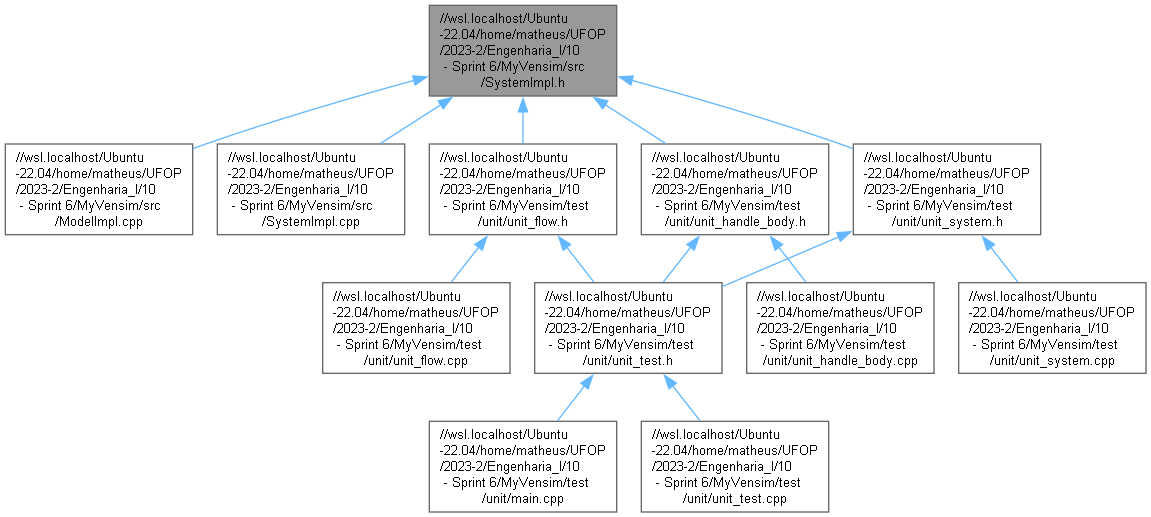 //wsl.localhost/Ubuntu
-22.04/home/matheus/UFOP
/2023-2/Engenharia_I/10
- Sprint 6/MyVensim/src
/SystemImpl.h
//wsl.localhost/Ubuntu
-22.04/home/matheus/UFOP
/2023-2/Engenharia_I/10
- Sprint 6/MyVensim/src
/ModelImpl.cpp
//wsl.localhost/Ubuntu
-22.04/home/matheus/UFOP
/2023-2/Engenharia_I/10
- Sprint 6/MyVensim/src
/SystemImpl.cpp
//wsl.localhost/Ubuntu
-22.04/home/matheus/UFOP
/2023-2/Engenharia_I/10
- Sprint 6/MyVensim/test
/unit/unit_flow.h
//wsl.localhost/Ubuntu
-22.04/home/matheus/UFOP
/2023-2/Engenharia_I/10
- Sprint 6/MyVensim/test
/unit/unit_handle_body.h
//wsl.localhost/Ubuntu
-22.04/home/matheus/UFOP
/2023-2/Engenharia_I/10
- Sprint 6/MyVensim/test
/unit/unit_system.h
//wsl.localhost/Ubuntu
-22.04/home/matheus/UFOP
/2023-2/Engenharia_I/10
- Sprint 6/MyVensim/test
/unit/unit_flow.cpp
//wsl.localhost/Ubuntu
-22.04/home/matheus/UFOP
/2023-2/Engenharia_I/10
- Sprint 6/MyVensim/test
/unit/unit_test.h
//wsl.localhost/Ubuntu
-22.04/home/matheus/UFOP
/2023-2/Engenharia_I/10
- Sprint 6/MyVensim/test
/unit/unit_handle_body.cpp
//wsl.localhost/Ubuntu
-22.04/home/matheus/UFOP
/2023-2/Engenharia_I/10
- Sprint 6/MyVensim/test
/unit/unit_system.cpp
//wsl.localhost/Ubuntu
-22.04/home/matheus/UFOP
/2023-2/Engenharia_I/10
- Sprint 6/MyVensim/test
/unit/main.cpp
//wsl.localhost/Ubuntu
-22.04/home/matheus/UFOP
/2023-2/Engenharia_I/10
- Sprint 6/MyVensim/test
/unit/unit_test.cpp